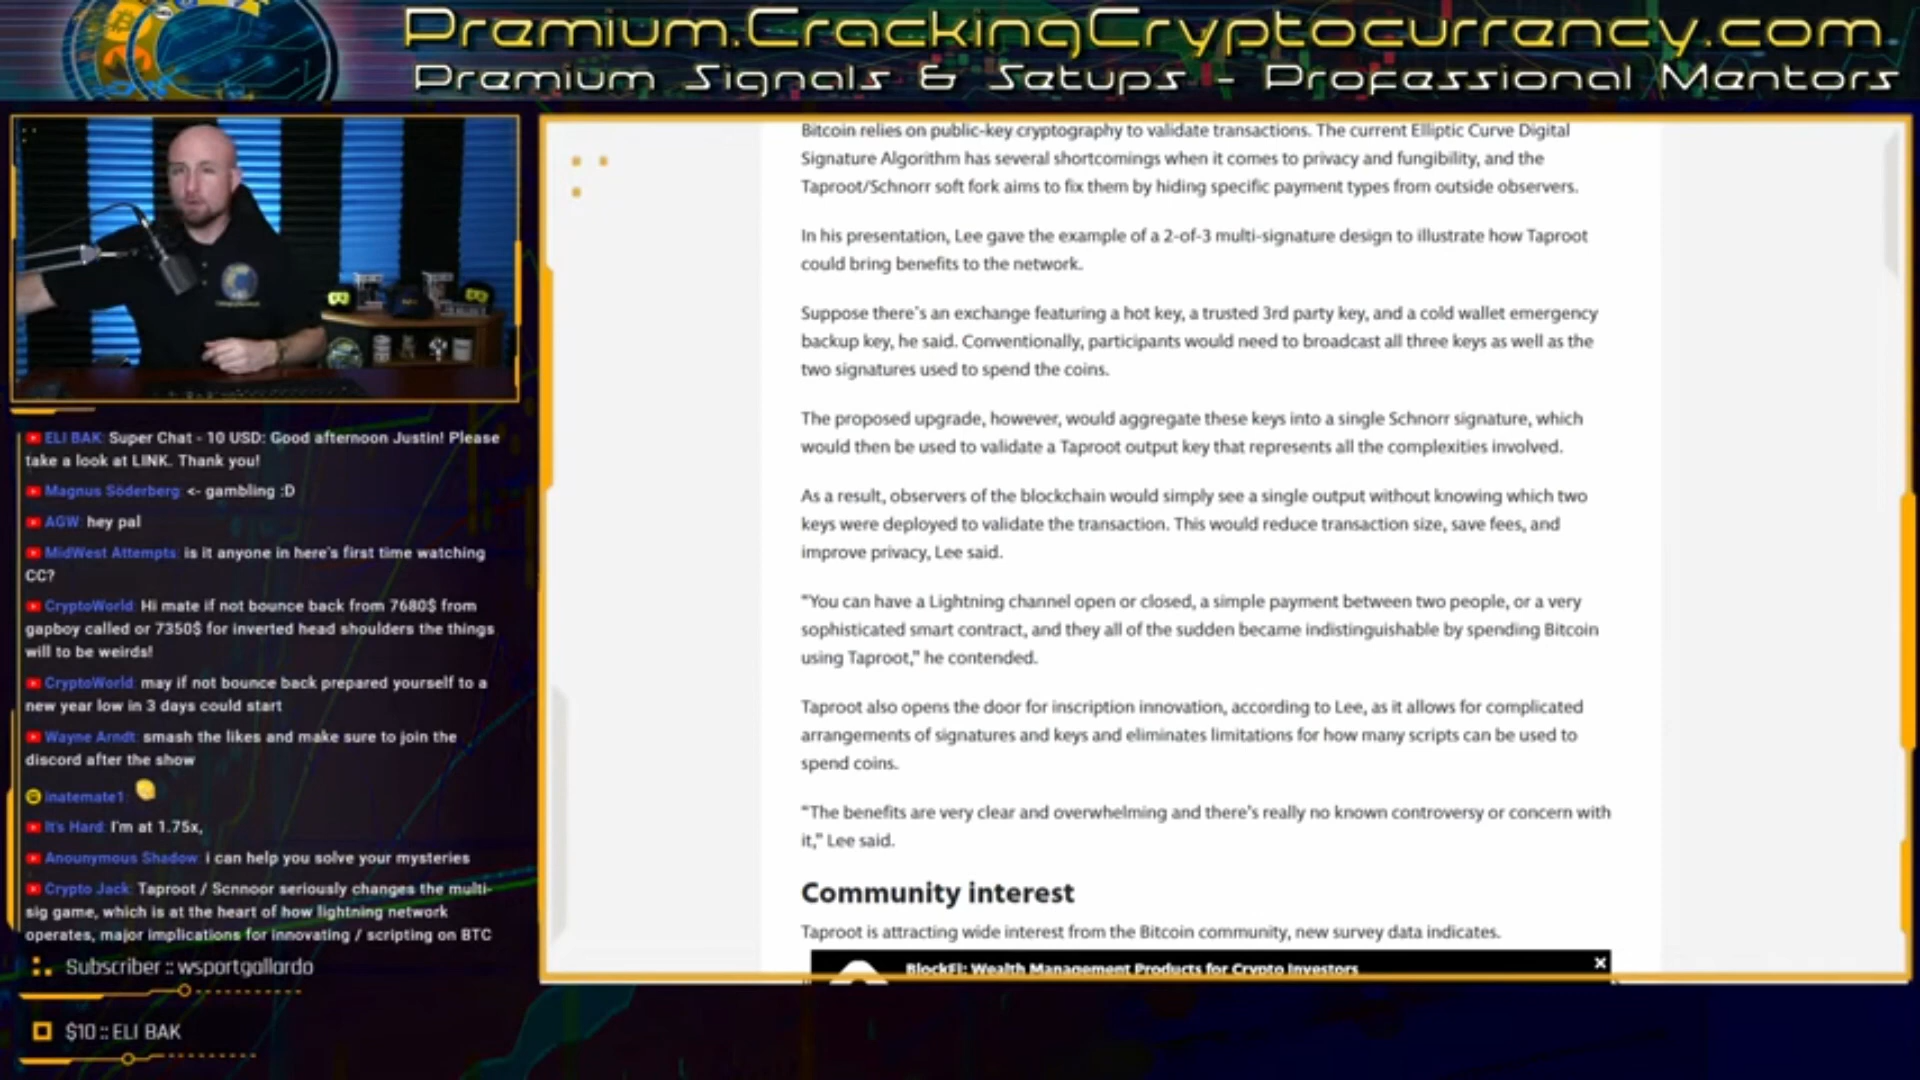 Premium.CrackingCryptocurrency.com
Premium Signals & Setups - Professional Mentors
ELI BAK: Super Chat - 10 USD: Good afternoon Justin! Please
take a look at LINK. Thank you!
Magnus Söderberg: <- gambling :D
AGW: hey pal
MidWest Attempts: is it anyone in here's first time watching
CC?
CryptoWorld: Hi mate if not bounce back from 7680$ from
gapboy called or 7350$ for inverted head shoulders the things
will to be weirds!
CryptoWorld: may if not bounce back prepared yourself to a
new year low in 3 days could start
Wayne Arndt: smash the likes and make sure to join the
discord after the show
inatemate1:
It's Hard: I'm at 1.75x,
Anounymous Shadow: i can help you solve your mysteries
Crypto Jack: Taproot / Scnnoor seriously changes the multi-
sig game, which is at the heart of how lightning network
operates, major implications for innovating / scripting on BTC
Subscriber :: wsportgallardo
$10 :: ELI BAK
Bitcoin relies on public-key cryptography to validate transactions. The current Elliptic Curve Digital
Signature Algorithm has several shortcomings when it comes to privacy and fungibility, and the
Taproot/Schnorr soft fork aims to fix them by hiding specific payment types from outside observers.
In his presentation, Lee gave the example of a 2-of-3 multi-signature design to illustrate how Taproot
could bring benefits to the network.
Suppose there's an exchange featuring a hot key, a trusted 3rd party key, and a cold wallet emergency
backup key, he said. Conventionally, participants would need to broadcast all three keys as well as the
two signatures used to spend the coins.
The proposed upgrade, however, would aggregate these keys into a single Schnorr signature, which
would then be used to validate a Taproot output key that represents all the complexities involved.
As a result, observers of the blockchain would simply see a single output without knowing which two
keys were deployed to validate the transaction. This would reduce transaction size, save fees, and
improve privacy, Lee said.
“You can have a Lightning channel open or closed, a simple payment between two people, or a very
sophisticated smart contract, and they all of the sudden became indistinguishable by spending Bitcoin
using Taproot,” he contended.
Taproot also opens the door for inscription innovation, according to Lee, as it allows for complicated
arrangements of signatures and keys and eliminates limitations for how many scripts can be used to
spend coins.
“The benefits are very clear and overwhelming and there's really no known controversy or concern with
it,” Lee said.
Community interest
Taproot is attracting wide interest from the Bitcoin community, new survey data indicates.
BlockFi: Wealth Management Products for Crypto Investors